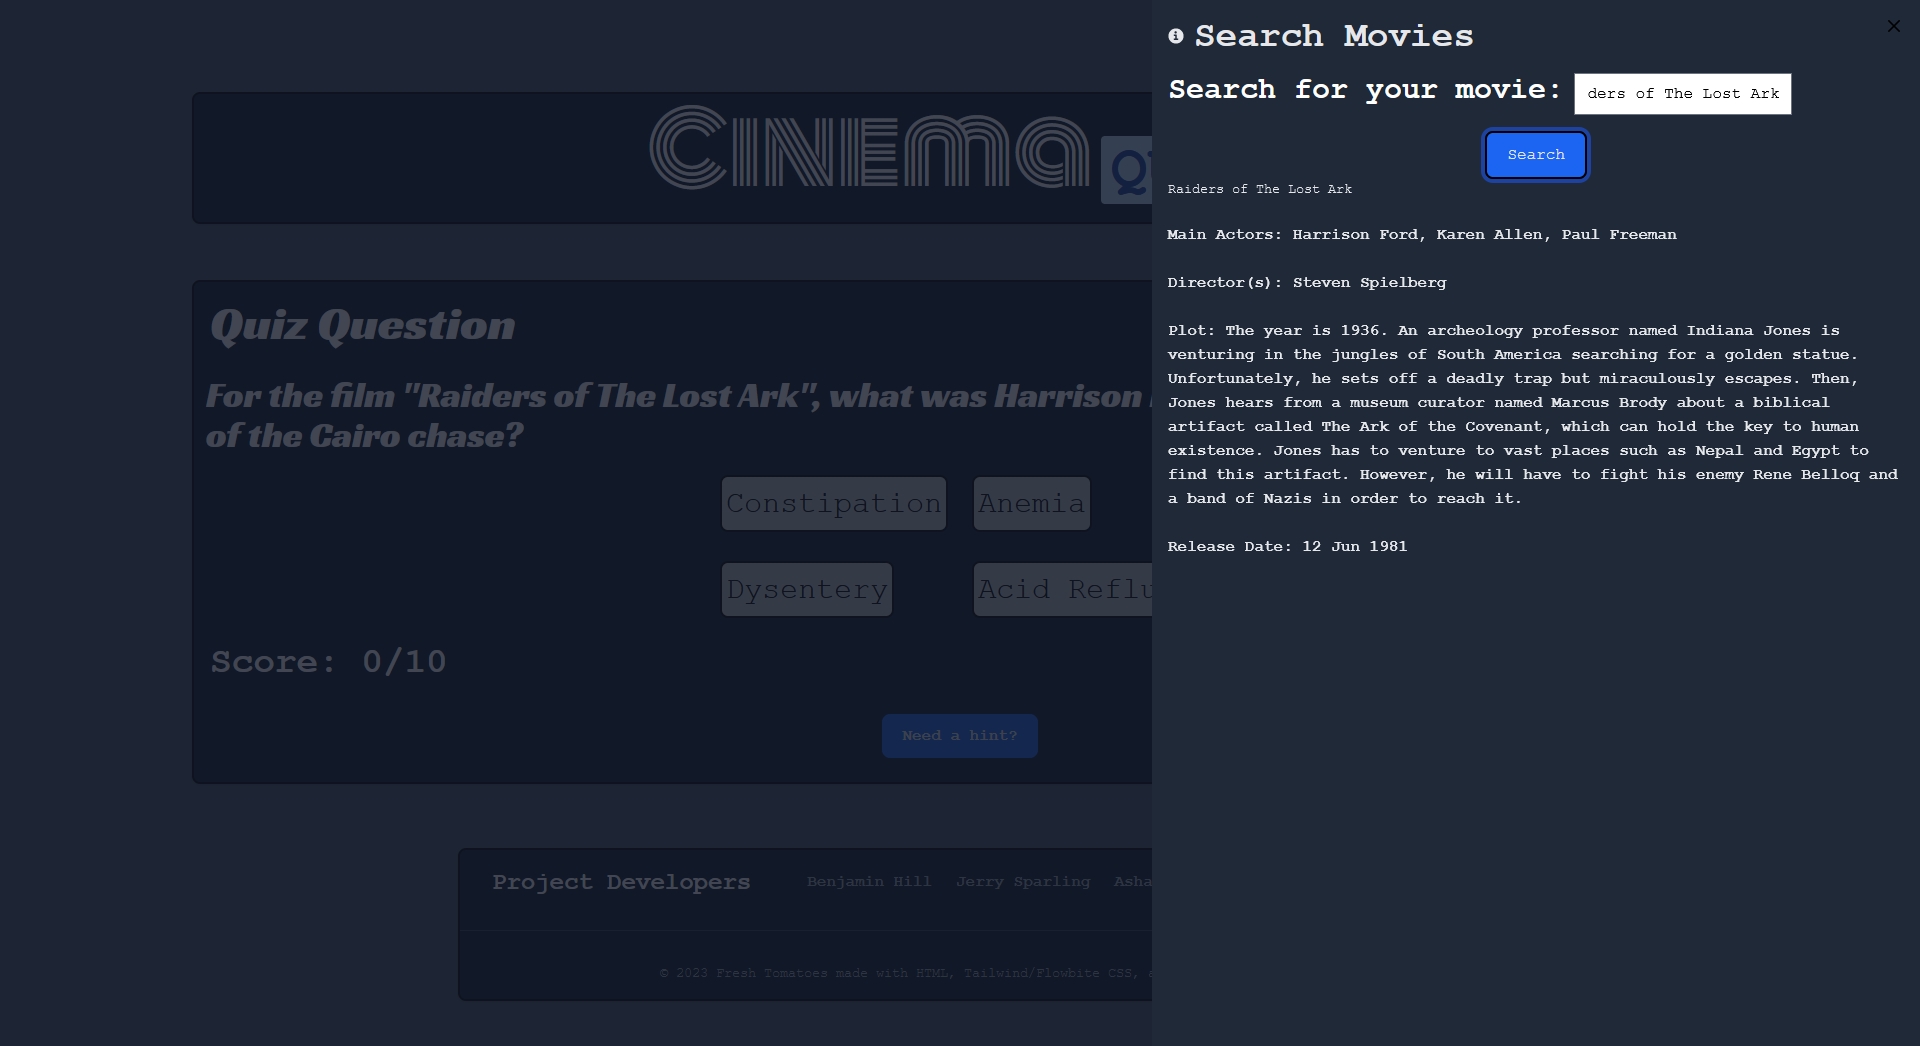 Search Movies
Search for your movie:
ders of The Lost Ark
Search
Raiders of The Lost Ark
Main Actors: Harrison Ford, Karen Allen, Paul Freeman
Director(s): Steven Spielberg
Plot: The year is 1936. An archeology professor named Indiana Jones is
venturing in the jungles of South America searching for a golden statue.
Unfortunately, he sets off a deadly trap but miraculously escapes. Then,
Jones hears from a museum curator named Marcus Brody about a biblical
artifact called The Ark of the Covenant, which can hold the key to human
existence. Jones has to venture to vast places such as Nepal and Egypt to
find this artifact. However, he will have to fight his enemy Rene Belloq and
a band of Nazis in order to reach it.
Release Date: 12 Jun 1981
CINEMA
Quiz Question
For the film "Raiders of The Lost Ark", what was Harrison
of the Cairo chase?
Constipation
Anemia
Dysentery
Acid Reflu
Score: 0/10
Need a hint?
Project Developers
Benjamin Hill
Jerry Sparling
Asha
© 2023 Fresh Tomatoes made with HTML, Tailwind/Flowbite CSS,